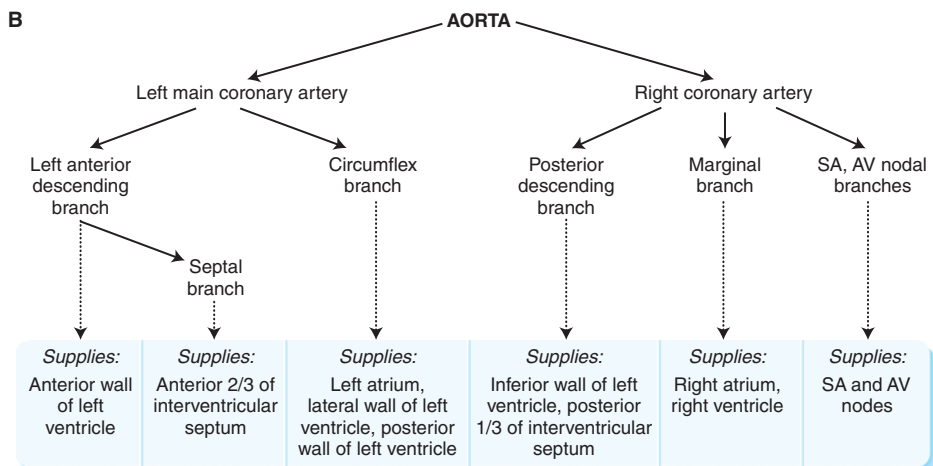 B
AORTA
Left main coronary artery
Right coronary artery
Left anterior
descending
branch
Circumflex
branch
Posterior
descending
branch
Marginal
branch
SA, AV nodal
branches
Septal
branch
Supplies:
Anterior wall
of left
ventricle
Supplies:
Anterior 2/3 of
interventricular
septum
Supplies:
Left atrium,
lateral wall of left
ventricle, posterior
wall of left ventricle
Supplies:
Inferior wall of left
ventricle, posterior
1/3 of interventricular
septum
Supplies:
Right atrium,
right ventricle
Supplies:
SA and AV
nodes